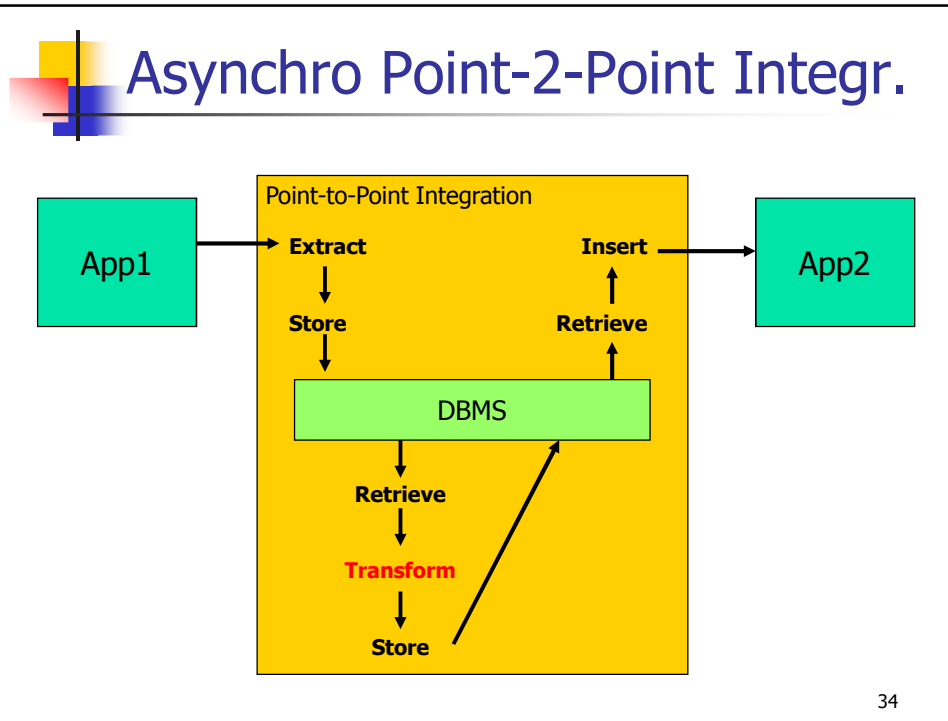 Asynchro Point-2-Point Integr.
Point-to-Point Integration
App1
Extract
Insert
App2
Store
Retrieve
DBMS
Retrieve
Transform
Store
34